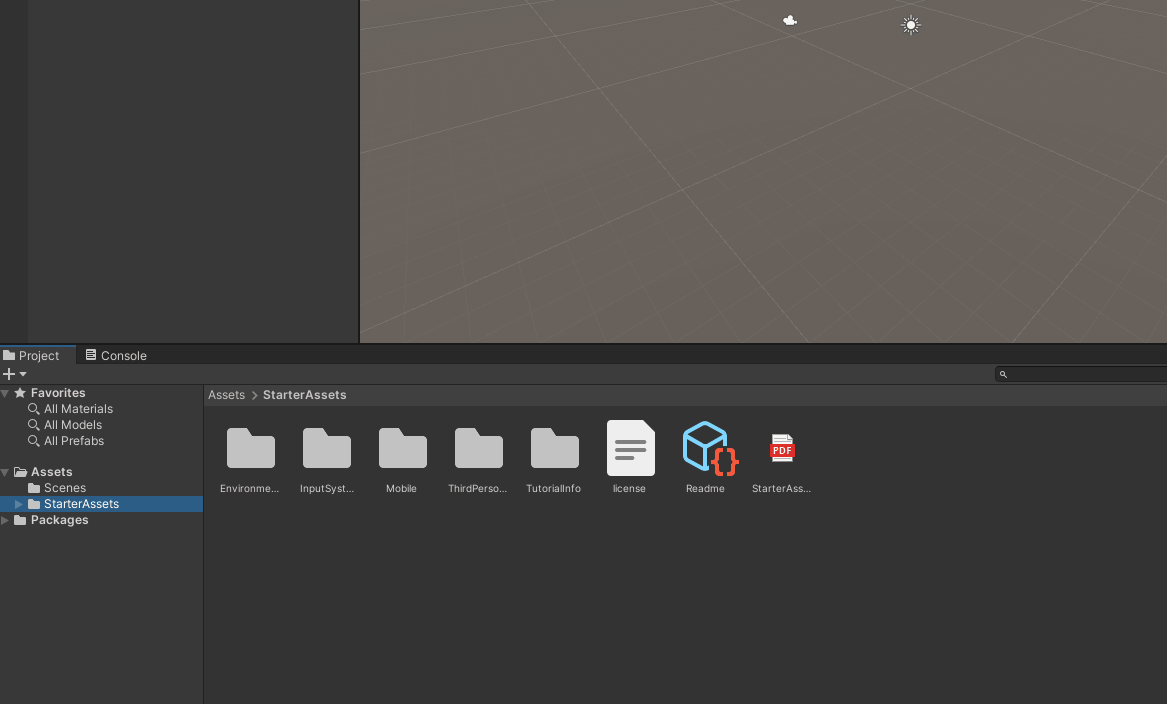 Project
Console
Favorites
All Materials
All Models
All Prefabs
Assets
Scenes
StarterAssets
Packages
Assets > StarterAssets
Environme...
InputSyst...
Mobile
ThirdPerso...
TutorialInfo
license
Readme
PDF
StarterAss...